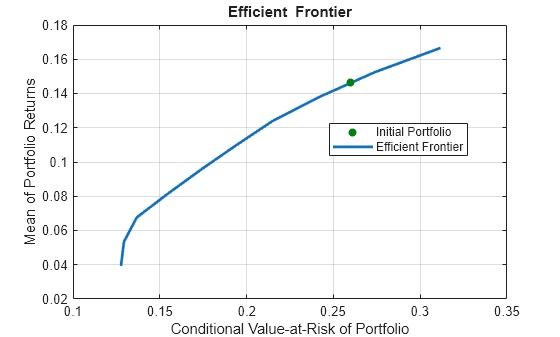 Efficient Frontier
0.18
0.16
0.14
0.12
0.1
0.08
0.06
0.04
0.02
Mean of Portfolio Returns
Initial Portfolio
Efficient Frontier
0.1 0.15 0.2 0.25 0.3 0.35
Conditional Value-at-Risk of Portfolio